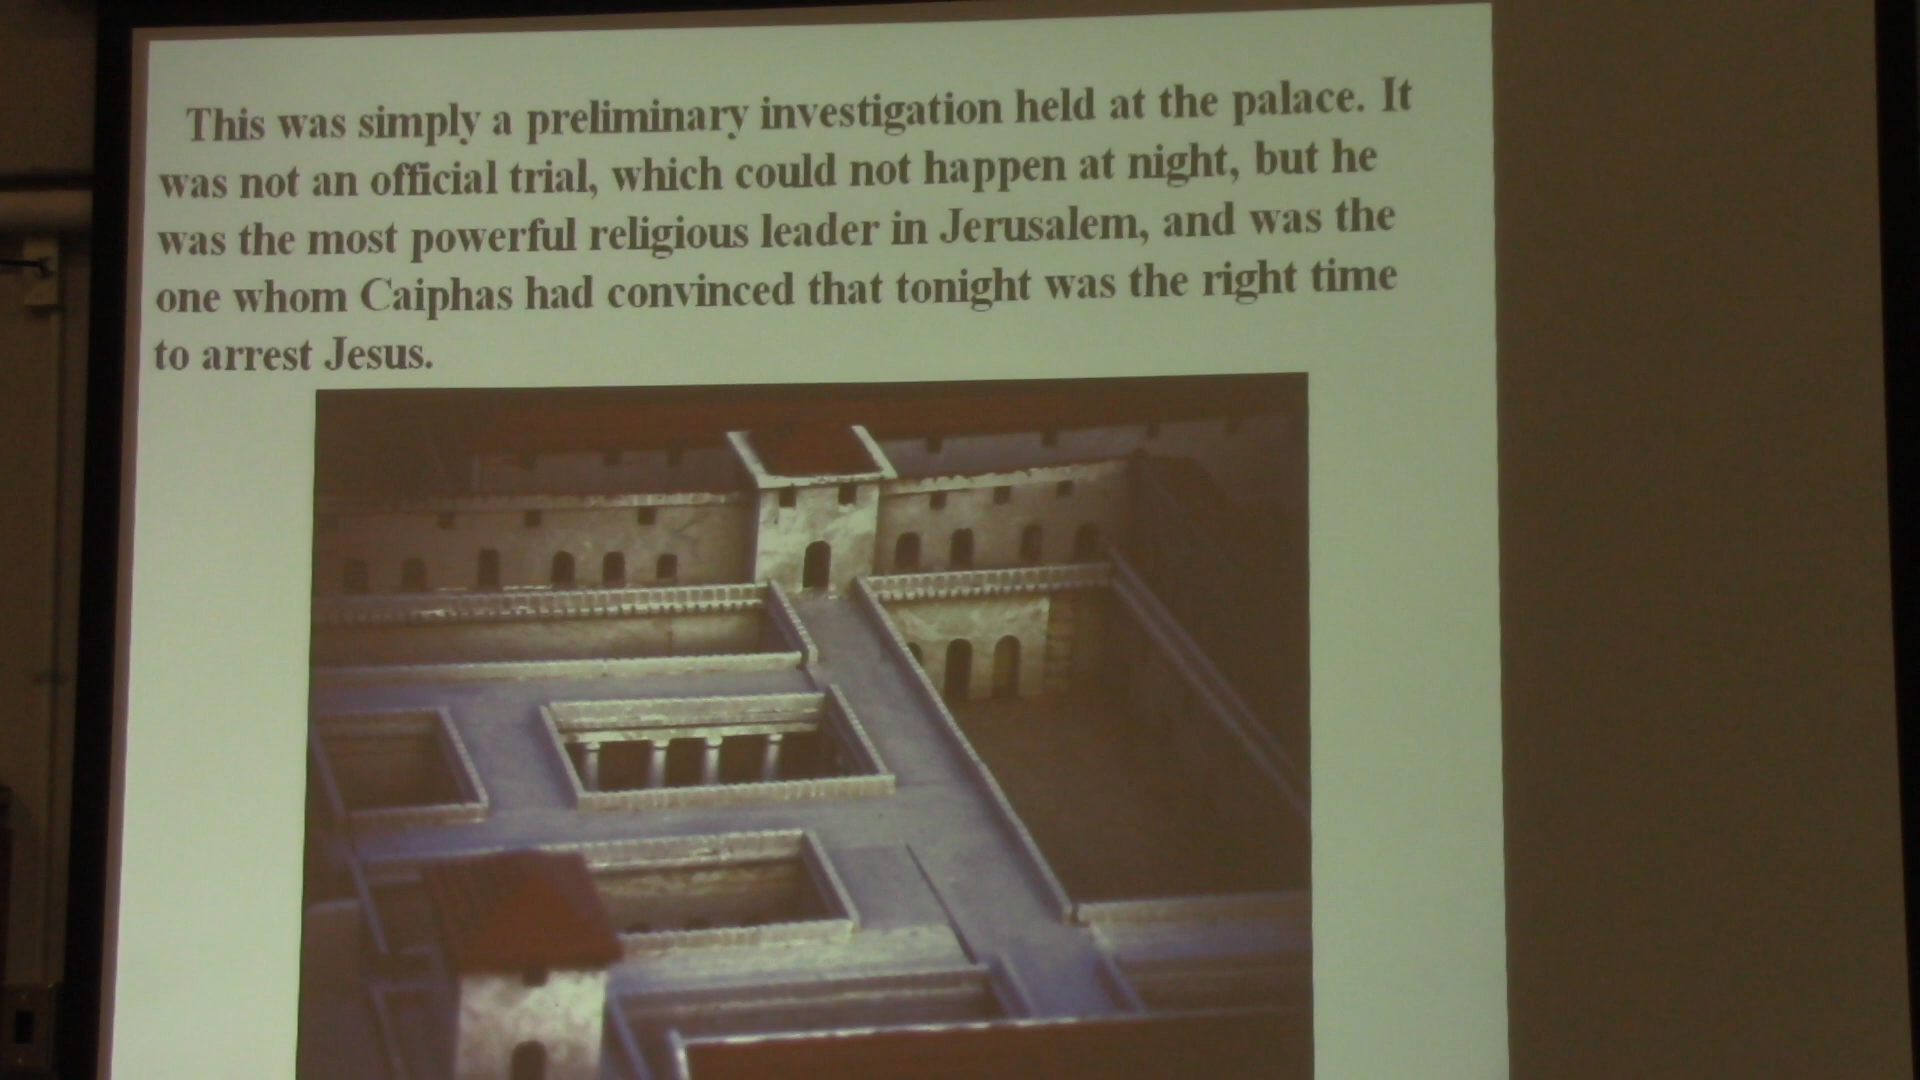 This was simply a preliminary investigation held at the palace. It
was not an official trial, which could not happen at night, but he
was the most powerful religious leader in Jerusalem, and was the
one whom Caiphas had convinced that tonight was the right time
to arrest Jesus.